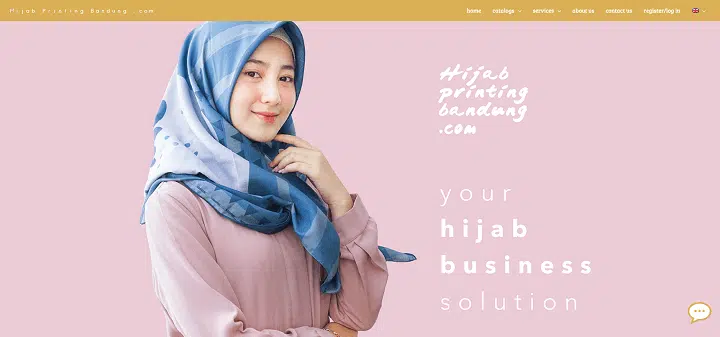 Hijab Printing Bandung .com
home catalogs services about us contact us register/log in
Hijab
printing
bandung
.com
your
hijab
business
solution